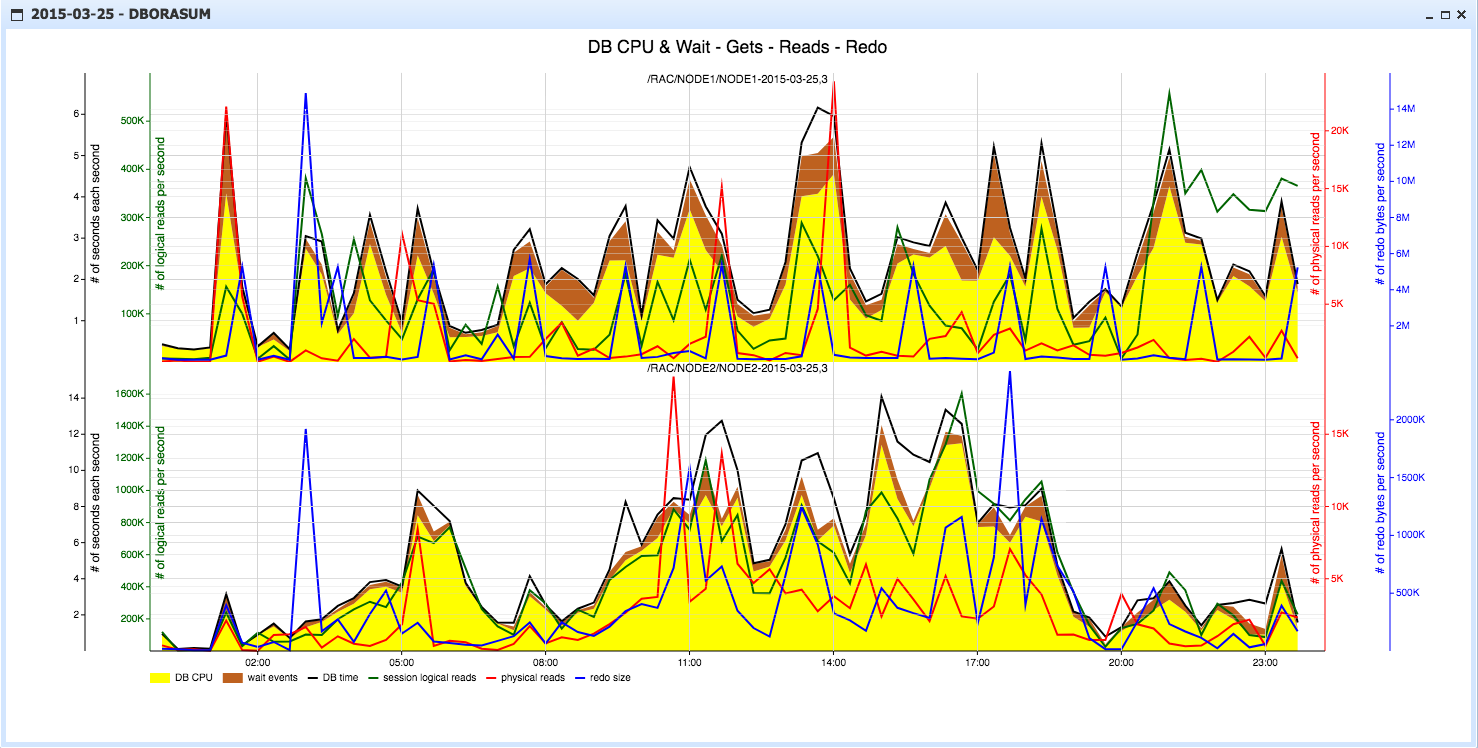 2015-03-25 - DBORASUM
DB CPU & Wait - Gets - Reads - Redo
/RAC/NODE1/NODE1-2015-03-25,3
# of seconds each second
6
5
4
3
2
1
# of logical reads per second
500K
400K
300K
200K
100K
# of physical reads per second
20K
15K
10K
5K
# of redo bytes per second
14M
12M
10M
8M
6M
4M
2M
/RAC/NODE2/NODE2-2015-03-25,3
# of seconds each second
14
12
10
8
6
4
2
# of logical reads per second
1600K
1400K
1200K
1000K
800K
600K
400K
200K
# of physical reads per second
15K
10K
5K
# of redo bytes per second
2000K
1500K
1000K
500K
02:00 05:00 08:00 11:00 14:00 17:00 20:00 23:00
DB CPU wait events DB time session logical reads physical reads redo size